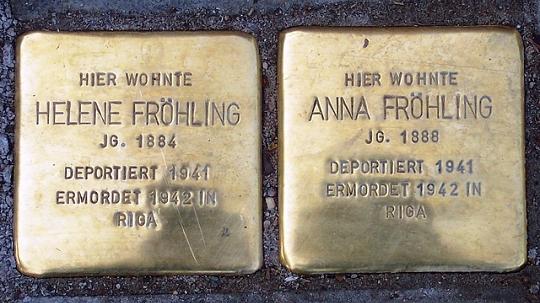 HIER WOHNTE
HELENE FRÖHLING
JG. 1884
DEPORTIERT 1941
ERMORDET 1942 IN
RIGA
HIER WOHNTE
ANNA FRÖHLING
JG. 1888
DEPORTIERT 1941
ERMORDET 1942 IN
RIGA